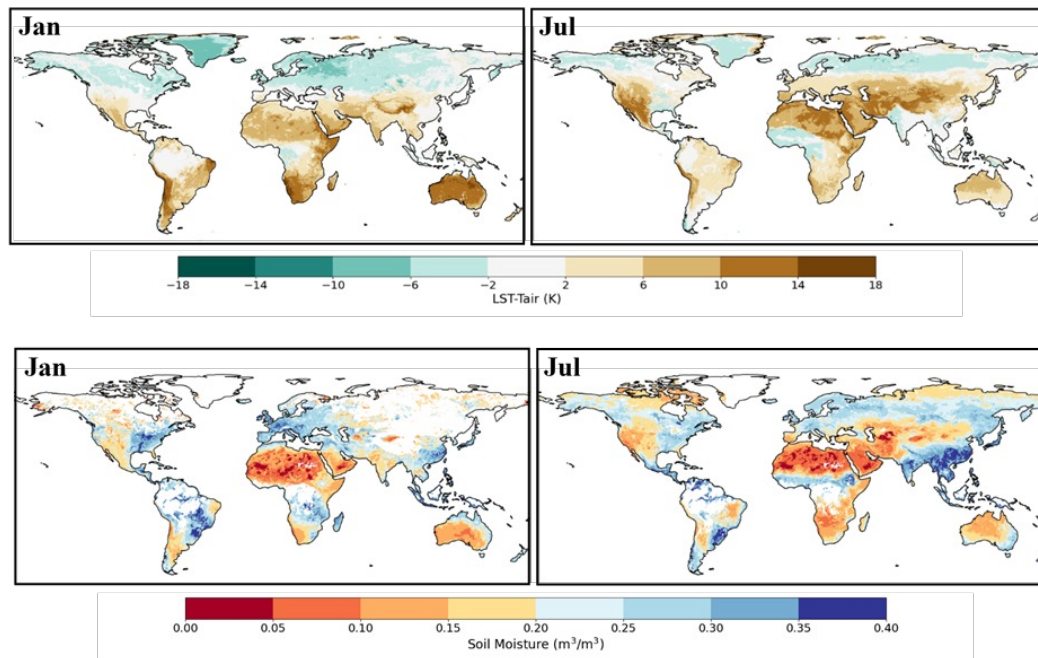 Jan
Jul
−18 −14 −10 −6 −2 2 6 10 14 18
LST-Tair (K)
Jan
Jul
0.00 0.05 0.10 0.15 0.20 0.25 0.30 0.35 0.40
Soil Moisture (m³/m³)